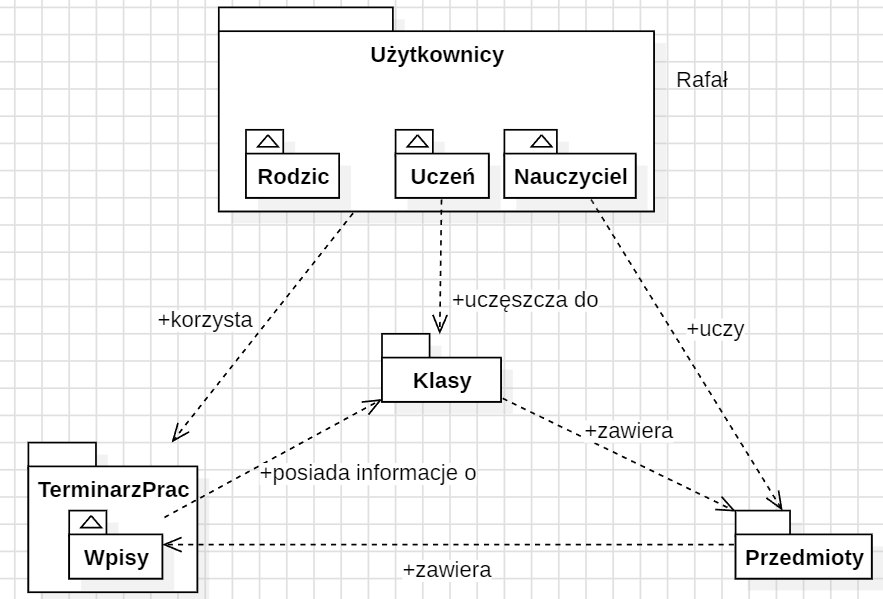 Użytkownicy
Rafał
Rodzic
Uczeń
Nauczyciel
+uczęszcza do
+korzysta
+uczy
Klasy
+zawiera
+posiada informacje o
TerminarzPrac
Wpisy
Przedmioty
+zawiera